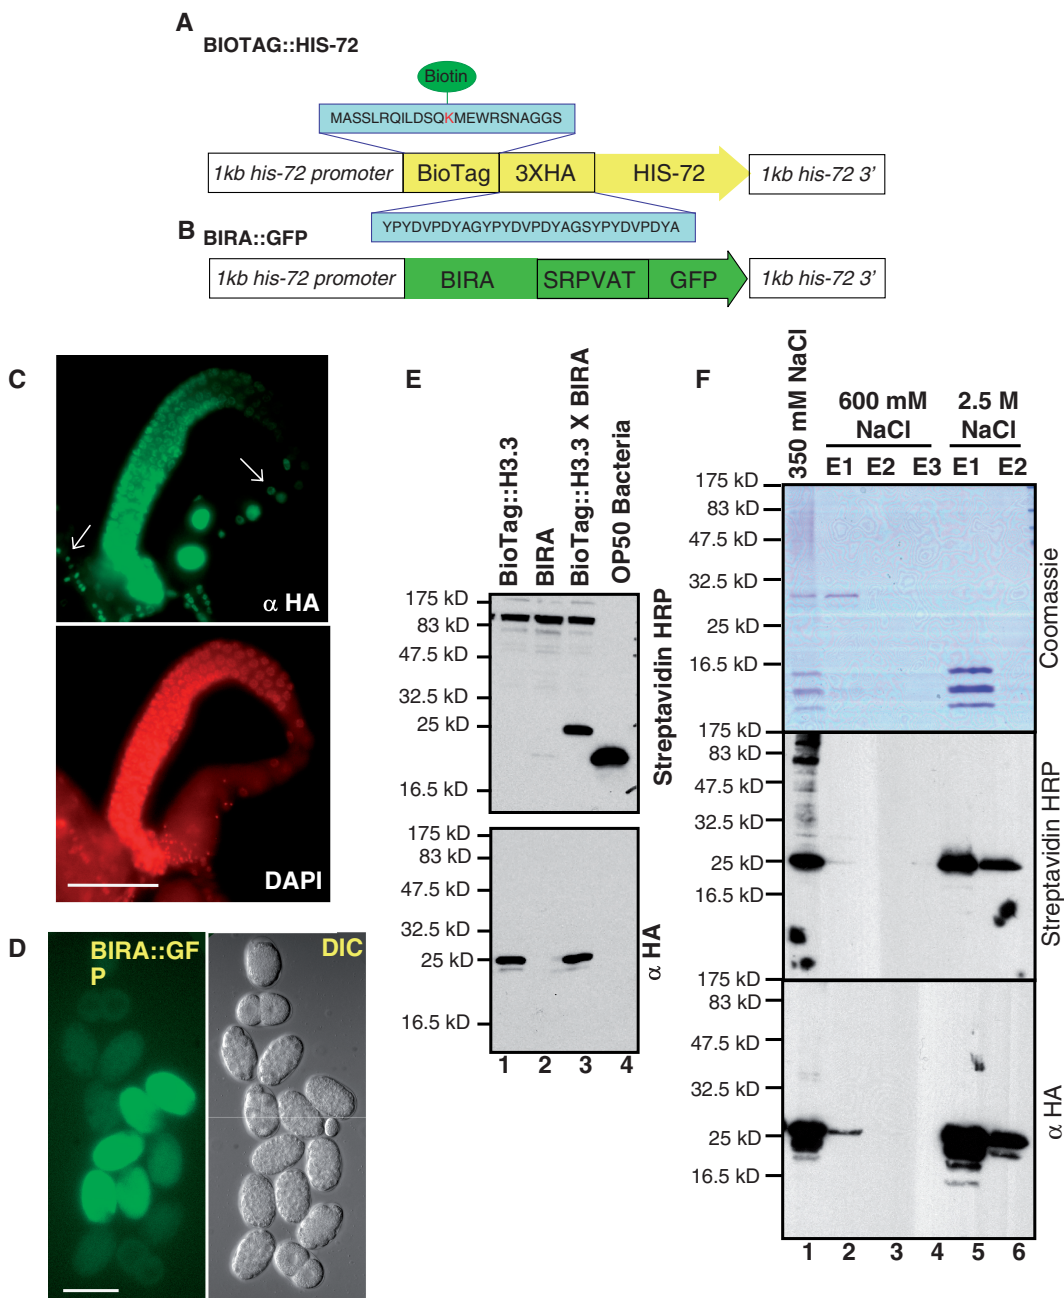 A
BIOTAG::HIS-72
Biotin
MASSLRQILDSQKMEWRSNAGGS
1kb his-72 promoter
BioTag
3XHA
HIS-72
1kb his-72 3'
YPYDVPDYAGYPYDVPDYAGSYPYDVPDYA
B
BIRA::GFP
1kb his-72 promoter
BIRA
SRPVAT
GFP
1kb his-72 3'
C
α HA
DAPI
D
BIRA::GF
P
DIC
E
BioTag::H3.3
BIRA
BioTag::H3.3 X BIRA
OP50 Bacteria
175 kD
83 kD
47.5 kD
32.5 kD
25 kD
16.5 kD
Streptavidin HRP
175 kD
83 kD
47.5 kD
32.5 kD
25 kD
16.5 kD
α HA
1 2 3 4
F
350 mM NaCl
600 mM
NaCl
2.5 M
NaCl
E1 E2 E3 E1 E2
175 kD
83 kD
47.5 kD
32.5 kD
25 kD
16.5 kD
Coomassie
175 kD
83 kD
47.5 kD
32.5 kD
25 kD
16.5 kD
Streptavidin HRP
175 kD
83 kD
47.5 kD
32.5 kD
25 kD
16.5 kD
α HA
1 2 3 4 5 6